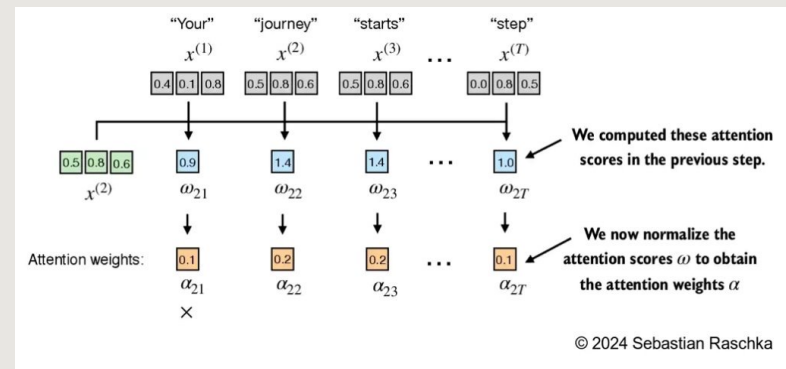 “Your” “journey” “starts” “step”
x(1) x(2) x(3) ... x(T)
0.4 0.1 0.8 0.5 0.8 0.6 0.5 0.8 0.6 0.0 0.8 0.5
We computed these attention
scores in the previous step.
0.5 0.8 0.6 0.9 1.4 1.4 ... 1.0
x(2) ω21 ω22 ω23 ω2T
We now normalize the
attention scores ω to obtain
the attention weights α
Attention weights: 0.1 0.2 0.2 ... 0.1
α21 α22 α23 α2T
×
© 2024 Sebastian Raschka